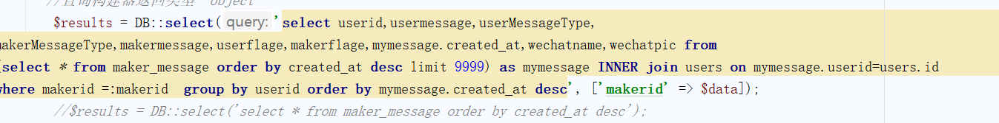 //查询构建器返回类型 object
$results = DB::select( query: 'select userid,usermessage,userMessageType,
makerMessageType,makermessage,userflage,makerflage,mymessage.created_at,wechatname,wechatpic from
(select * from maker_message order by created_at desc limit 9999) as mymessage INNER join users on mymessage.userid=users.id
where makerid =:makerid  group by userid order by mymessage.created_at desc', ['makerid' => $data]);
//$results = DB::select('select * from maker_message order by created_at desc');